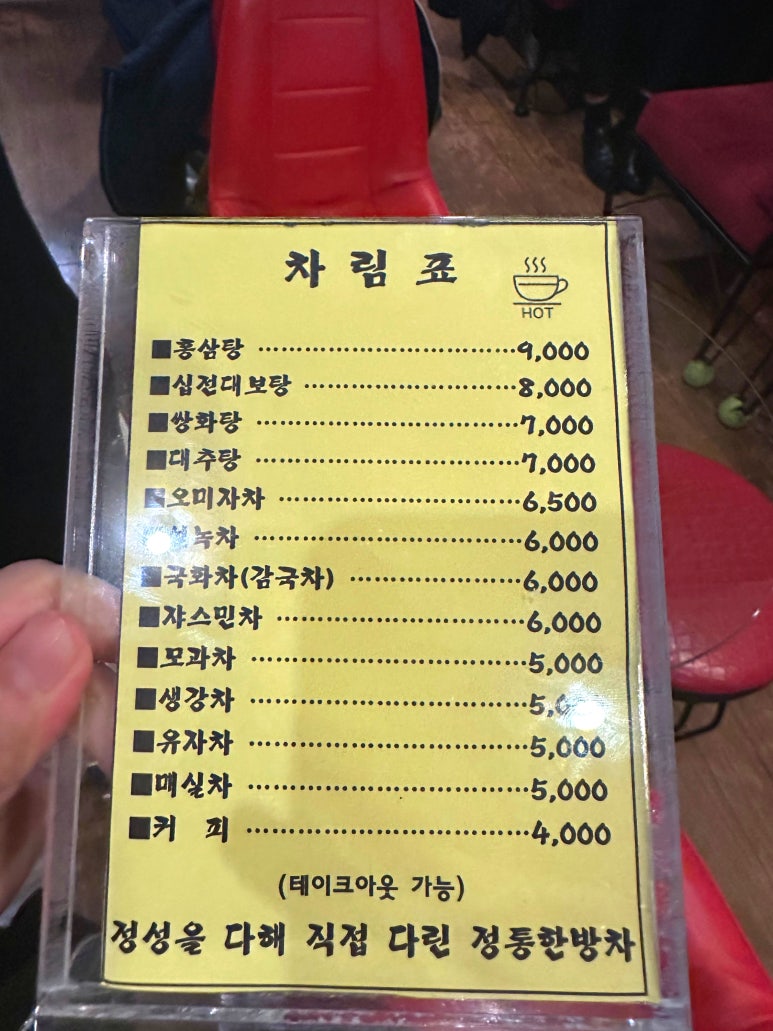 차림표
HOT
■홍삼탕 ································9,000
■십전대보탕 ··························8,000
■쌍화탕 ································7,000
■대추탕 ································7,000
■오미자차 ······························6,500
································6,000
■국화차(감국차) ·····················6,000
■쟈스민차 ······························6,000
■모과차 ································5,000
■생강차 ································
■유자차 ································5,000
■매실차 ································5,000
■커 피 ································4,000
(테이크아웃 가능)
정성을 다해 직접 다린 정통한방차